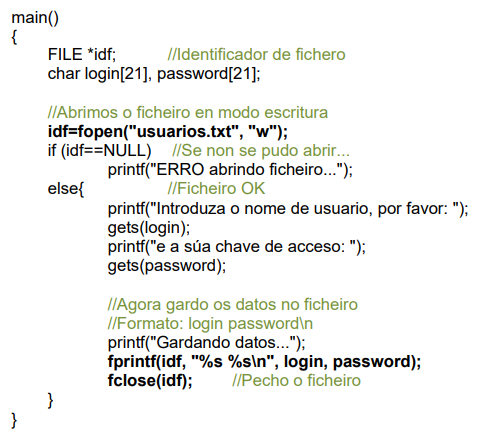 main()
{
FILE *idf; //Identificador de fichero
char login[21], password[21];
//Abrimos o ficheiro en modo escritura
idf=fopen("usuarios.txt", "w");
if (idf==NULL) //Se non se pudo abrir...
printf("ERRO abrindo ficheiro...");
else{ //Ficheiro OK
printf("Introduza o nome de usuario, por favor: ");
gets(login);
printf("e a súa chave de acceso: ");
gets(password);
//Agora gardo os datos no ficheiro
//Formato: login password\n
printf("Gardando datos...");
fprintf(idf, "%s %s\n", login, password);
fclose(idf); //Pecho o ficheiro
}
}